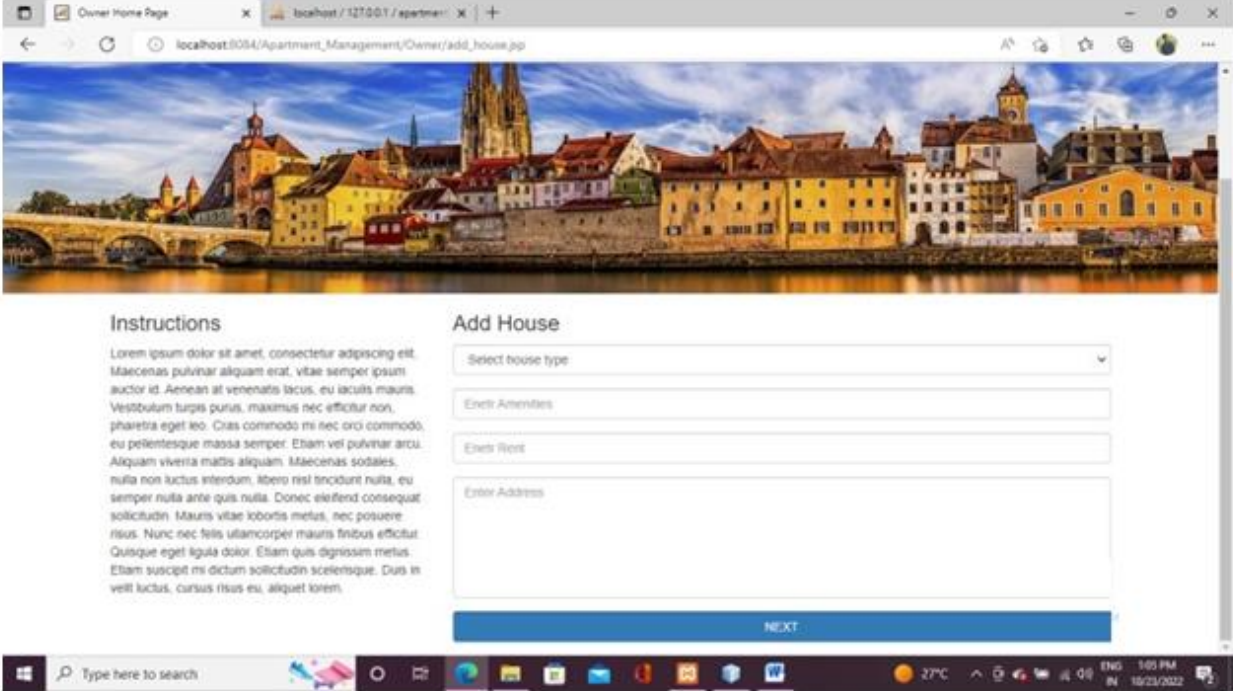 Owner Home Page
localhost / 127.0.0.1 / apartmen
localhost:8084/Apartment_Management/Owner/add_house.jsp
Instructions
Lorem ipsum dolor sit amet, consectetur adipiscing elit.
Maecenas pulvinar aliquam erat, vitae semper ipsum
auctor id. Aenean at venenatis lacus, eu iaculis mauris.
Vestibulum turpis purus, maximus nec efficitur non,
pharetra eget leo. Cras commodo mi nec orci commodo,
eu pellentesque massa semper. Etiam vel pulvinar arcu.
Aliquam viverra mattis aliquam. Maecenas sodales,
nulla non luctus interdum, libero nisl tincidunt nulla, eu
semper nulla ante quis nulla. Donec eleifend consequat
sollicitudin. Mauris vitae lobortis metus, nec posuere
risus. Nunc nec felis ullamcorper mauris finibus efficitur.
Quisque eget ligula dolor. Etiam quis dignissim metus.
Etiam suscipit mi dictum sollicitudin scelerisque. Duis in
velit luctus, cursus risus eu, aliquet lorem.
Add House
Select house type
Enetr Amenities
Enetr Rent
Enter Address
NEXT
Type here to search
27°C
ENG
IN
1:05 PM
10/23/2022